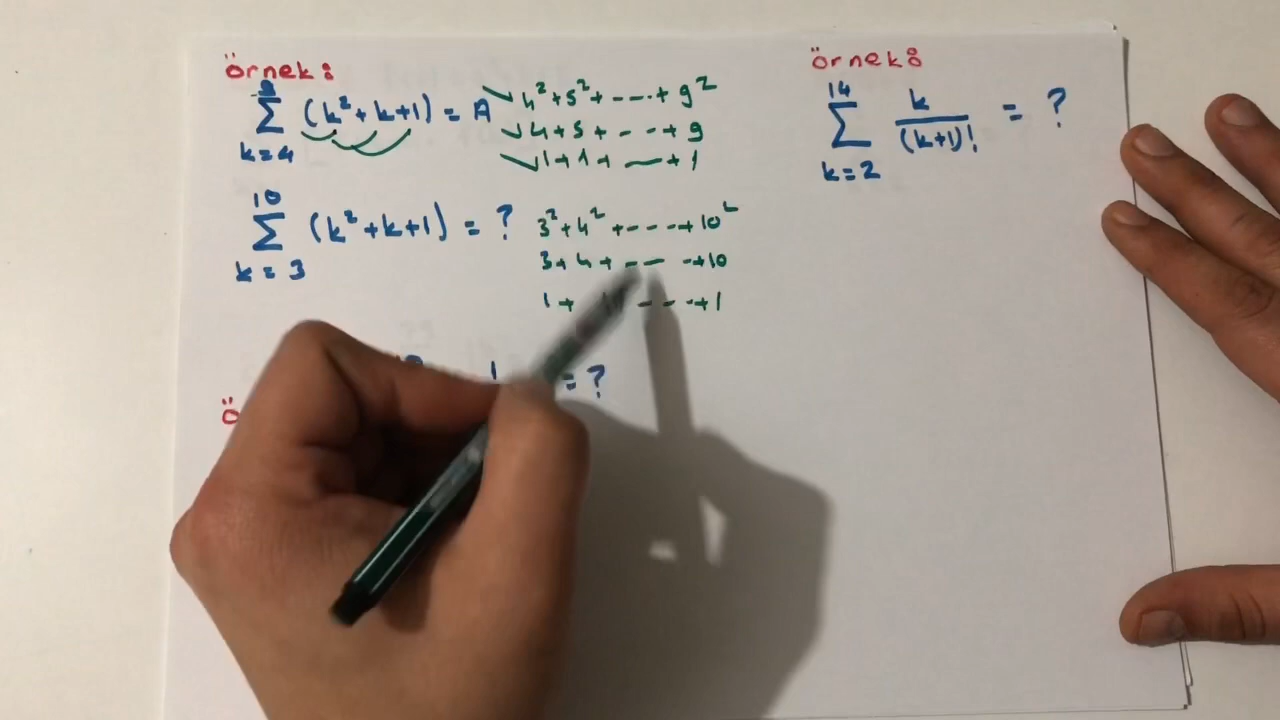 örnek:
9
Σ (k²+k+1) = A
k=4
4²+5²+----+9²
4+5+---+9
1+1+---+1
10
Σ (k²+k+1) = ?
k=3
3²+4²+----+10²
3+4+-----+10
1+ ----+1
= ?
Ö
örnek:
14
Σ k/(k+1)! = ?
k=2